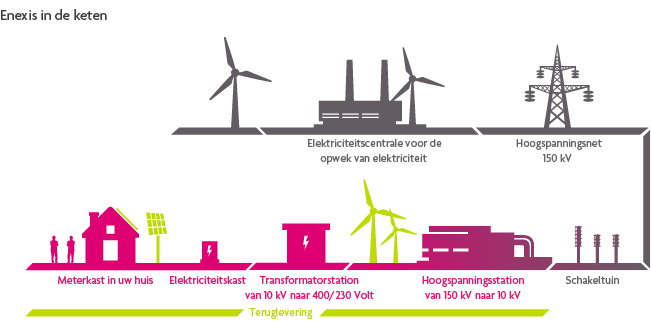 Enexis in de keten
Elektriciteitscentrale voor de
opwek van elektriciteit
Hoogspanningsnet
150 kV
Meterkast in uw huis
Elektriciteitskast
Transformatorstation
van 10 kV naar 400/230 Volt
Hoogspanningsstation
van 150 kV naar 10 kV
Schakeltuin
Teruglevering